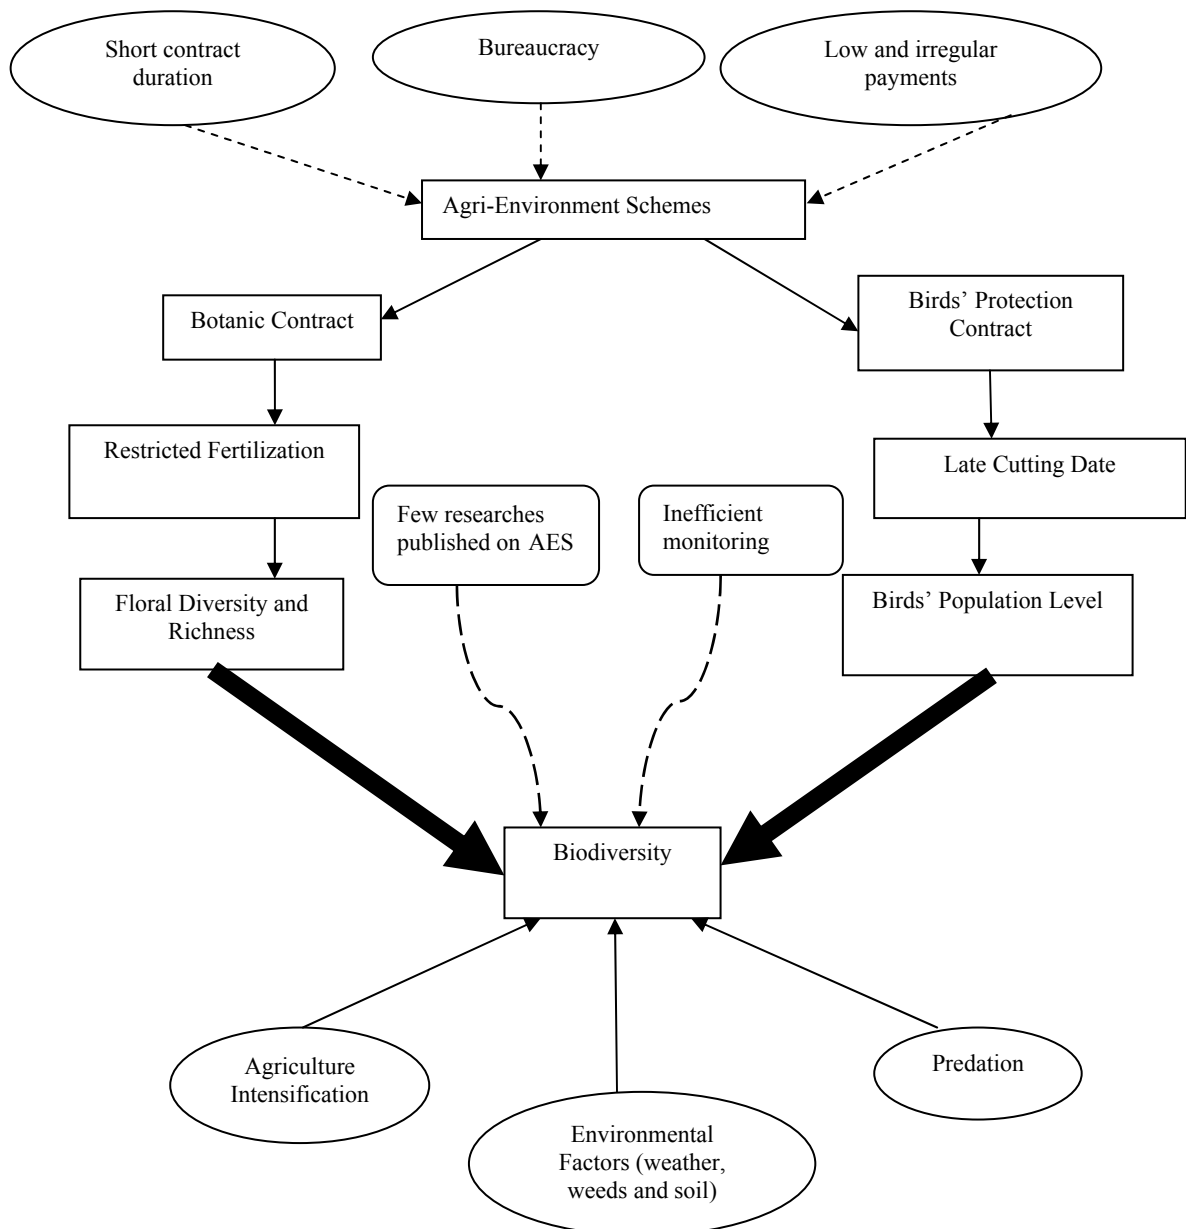 Short contract
duration
Bureaucracy
Low and irregular
payments
Agri-Environment Schemes
Botanic Contract
Birds’ Protection
Contract
Restricted Fertilization
Late Cutting Date
Few researches
published on AES
Inefficient
monitoring
Floral Diversity and
Richness
Birds’ Population Level
Biodiversity
Agriculture
Intensification
Predation
Environmental
Factors (weather,
weeds and soil)